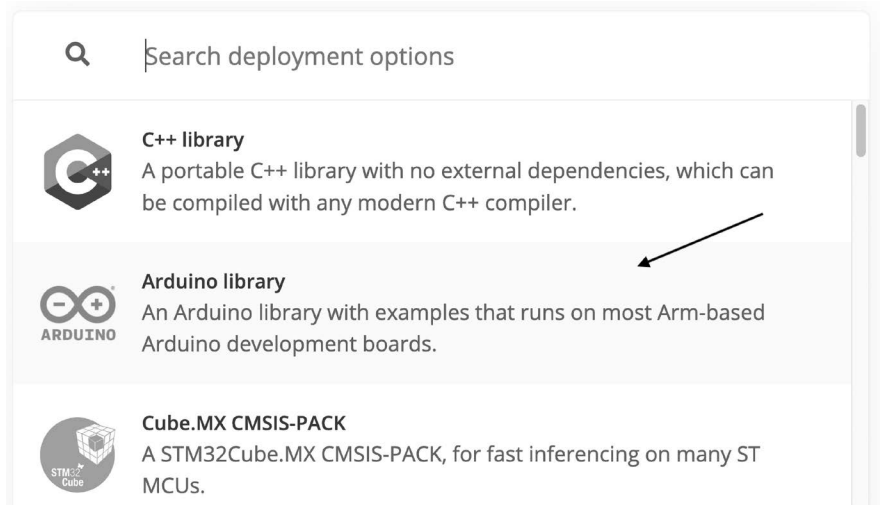 Search deployment options
C++ library
A portable C++ library with no external dependencies, which can
be compiled with any modern C++ compiler.
C++
Arduino library
An Arduino library with examples that runs on most Arm-based
Arduino development boards.
ARDUINO
Cube.MX CMSIS-PACK
A STM32Cube.MX CMSIS-PACK, for fast inferencing on many ST
MCUs.
STM32
Cube